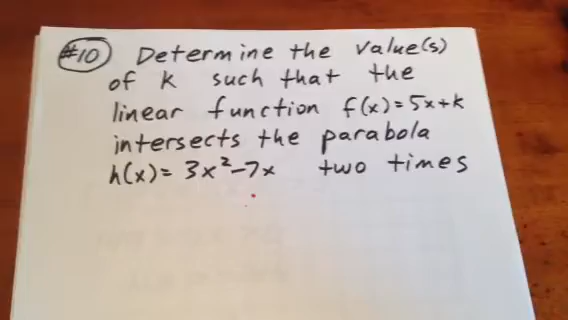 #10 Determine the value(s)
of k such that the
linear function f(x)=5x+k
intersects the parabola
h(x)= 3x²-7x two times